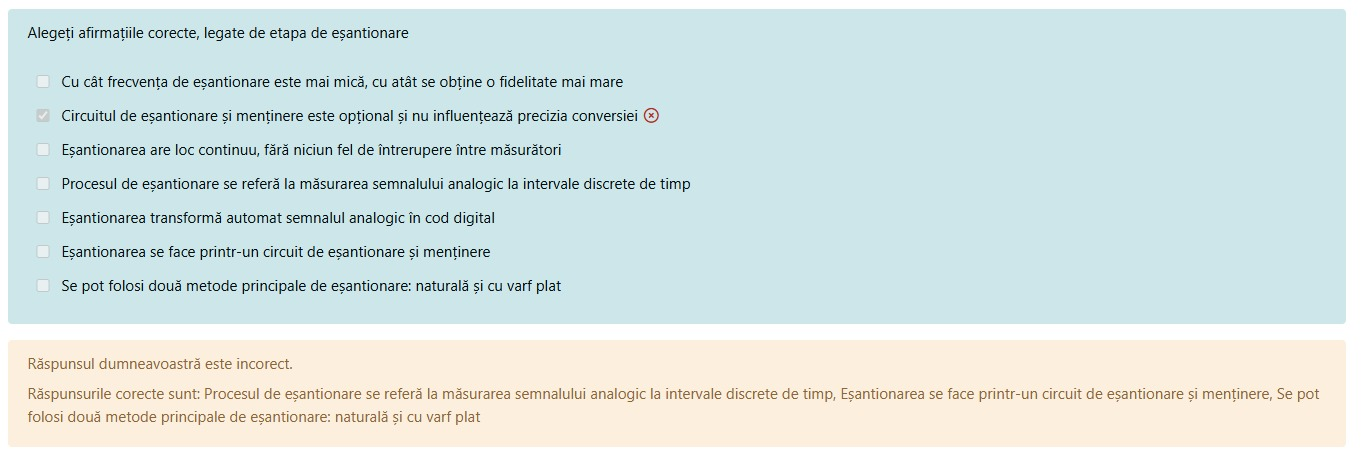 Alegeți afirmațiile corecte, legate de etapa de eșantionare
Cu cât frecvența de eșantionare este mai mică, cu atât se obține o fidelitate mai mare
Circuitul de eșantionare și menținere este opțional și nu influențează precizia conversiei
Eșantionarea are loc continuu, fără niciun fel de întrerupere între măsurători
Procesul de eșantionare se referă la măsurarea semnalului analogic la intervale discrete de timp
Eșantionarea transformă automat semnalul analogic în cod digital
Eșantionarea se face printr-un circuit de eșantionare și menținere
Se pot folosi două metode principale de eșantionare: naturală și cu varf plat
Răspunsul dumneavoastră este incorect.
Răspunsurile corecte sunt: Procesul de eșantionare se referă la măsurarea semnalului analogic la intervale discrete de timp, Eșantionarea se face printr-un circuit de eșantionare și menținere, Se pot
folosi două metode principale de eșantionare: naturală și cu varf plat